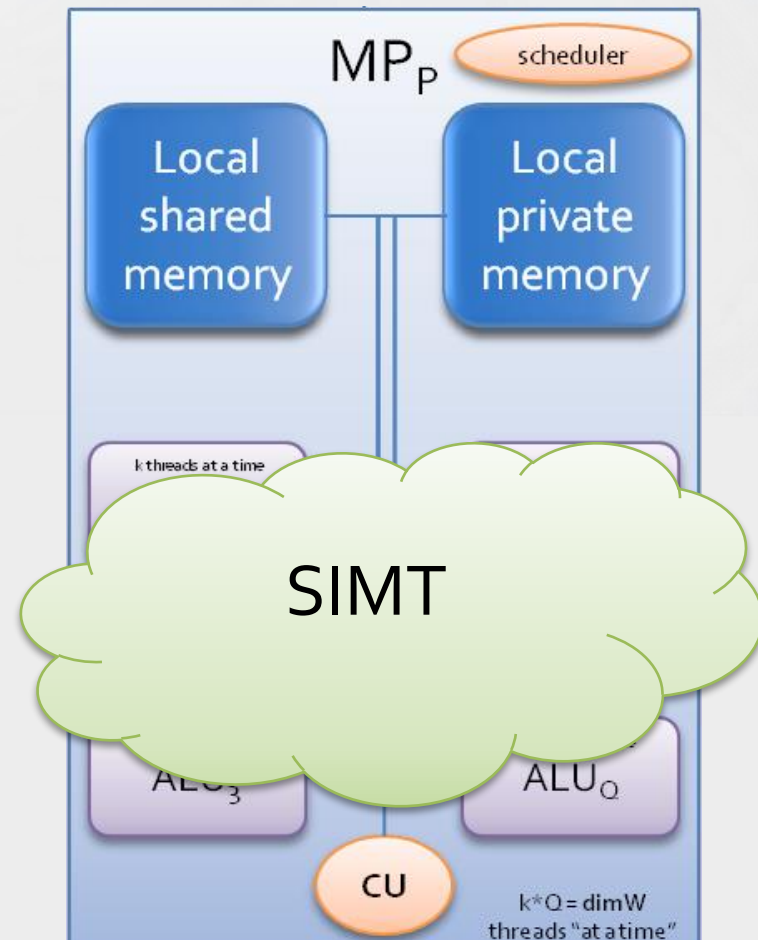 MPP
scheduler
Local
shared
memory
Local
private
memory
k threads at a time
SIMT
ALU3
ALUQ
CU
k*Q = dimW
threads "at a time"